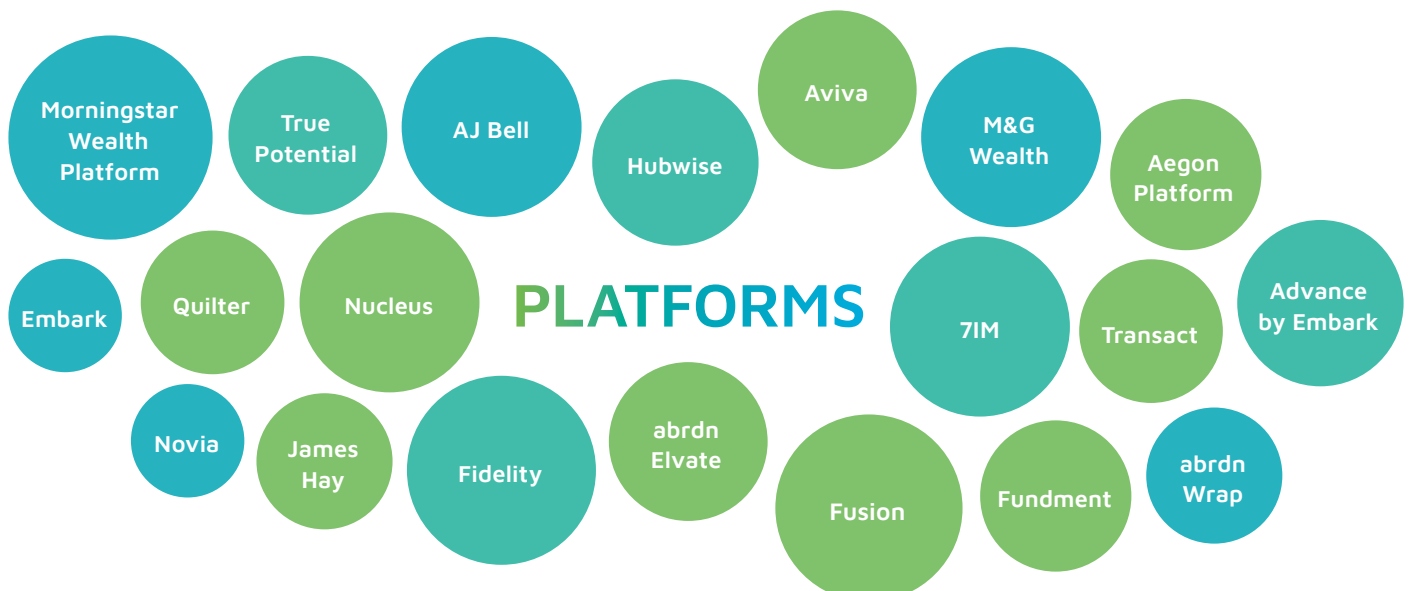 Morningstar
Wealth
Platform
True
Potential
AJ Bell
Hubwise
Aviva
M&G
Wealth
Aegon
Platform
Embark
Quilter
Nucleus
PLATFORMS
7IM
Transact
Advance
by Embark
Novia
James
Hay
Fidelity
abrdn
Elvate
Fusion
Fundment
abrdn
Wrap